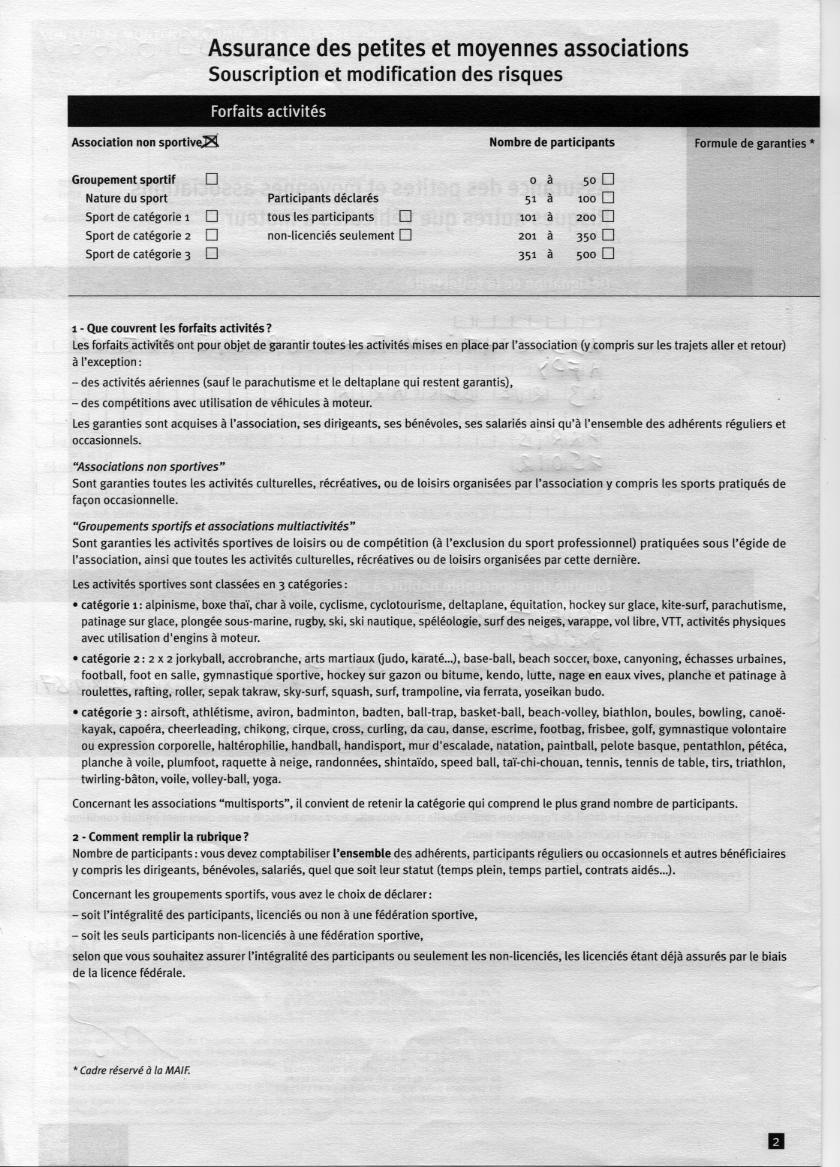 Assurance des petites et moyennes associations
Souscription et modification des risques
Forfaits activités
Association non sportive ☒ Nombre de participants Formule de garanties *
Groupement sportif ☐ 0 à 50 ☐
Nature du sport Participants déclarés 51 à 100 ☐
Sport de catégorie 1 ☐ tous les participants ☐ 101 à 200 ☐
Sport de catégorie 2 ☐ non-licenciés seulement ☐ 201 à 350 ☐
Sport de catégorie 3 ☐ 351 à 500 ☐
1 - Que couvrent les forfaits activités ?
Les forfaits activités ont pour objet de garantir toutes les activités mises en place par l'association (y compris sur les trajets aller et retour)
à l'exception :
– des activités aériennes (sauf le parachutisme et le deltaplane qui restent garantis),
– des compétitions avec utilisation de véhicules à moteur.
Les garanties sont acquises à l'association, ses dirigeants, ses bénévoles, ses salariés ainsi qu'à l'ensemble des adhérents réguliers et
occasionnels.
"Associations non sportives"
Sont garanties toutes les activités culturelles, récréatives, ou de loisirs organisées par l'association y compris les sports pratiqués de
façon occasionnelle.
"Groupements sportifs et associations multiactivités"
Sont garanties les activités sportives de loisirs ou de compétition (à l'exclusion du sport professionnel) pratiquées sous l'égide de
l'association, ainsi que toutes les activités culturelles, récréatives ou de loisirs organisées par cette dernière.
Les activités sportives sont classées en 3 catégories :
• catégorie 1 : alpinisme, boxe thaï, char à voile, cyclisme, cyclotourisme, deltaplane, équitation, hockey sur glace, kite-surf, parachutisme,
patinage sur glace, plongée sous-marine, rugby, ski, ski nautique, spéléologie, surf des neiges, varappe, vol libre, VTT, activités physiques
avec utilisation d'engins à moteur.
• catégorie 2 : 2 x 2 jorkyball, accrobranche, arts martiaux (judo, karaté...), base-ball, beach soccer, boxe, canyoning, échasses urbaines,
football, foot en salle, gymnastique sportive, hockey sur gazon ou bitume, kendo, lutte, nage en eaux vives, planche et patinage à
roulettes, rafting, roller, sepak takraw, sky-surf, squash, surf, trampoline, via ferrata, yoseikan budo.
• catégorie 3 : airsoft, athlétisme, aviron, badminton, badten, ball-trap, basket-ball, beach-volley, biathlon, boules, bowling, canoë-
kayak, capoéra, cheerleading, chikong, cirque, cross, curling, da cau, danse, escrime, footbag, frisbee, golf, gymnastique volontaire
ou expression corporelle, haltérophilie, handball, handisport, mur d'escalade, natation, paintball, pelote basque, pentathlon, pétéca,
planche à voile, plumfoot, raquette à neige, randonnées, shintaïdo, speed ball, taï-chi-chouan, tennis, tennis de table, tirs, triathlon,
twirling-bâton, voile, volley-ball, yoga.
Concernant les associations "multisports", il convient de retenir la catégorie qui comprend le plus grand nombre de participants.
2 - Comment remplir la rubrique ?
Nombre de participants : vous devez comptabiliser l'ensemble des adhérents, participants réguliers ou occasionnels et autres bénéficiaires
y compris les dirigeants, bénévoles, salariés, quel que soit leur statut (temps plein, temps partiel, contrats aidés...).
Concernant les groupements sportifs, vous avez le choix de déclarer :
– soit l'intégralité des participants, licenciés ou non à une fédération sportive,
– soit les seuls participants non-licenciés à une fédération sportive,
selon que vous souhaitez assurer l'intégralité des participants ou seulement les non-licenciés, les licenciés étant déjà assurés par le biais
de la licence fédérale.
* Cadre réservé à la MAIF.
2